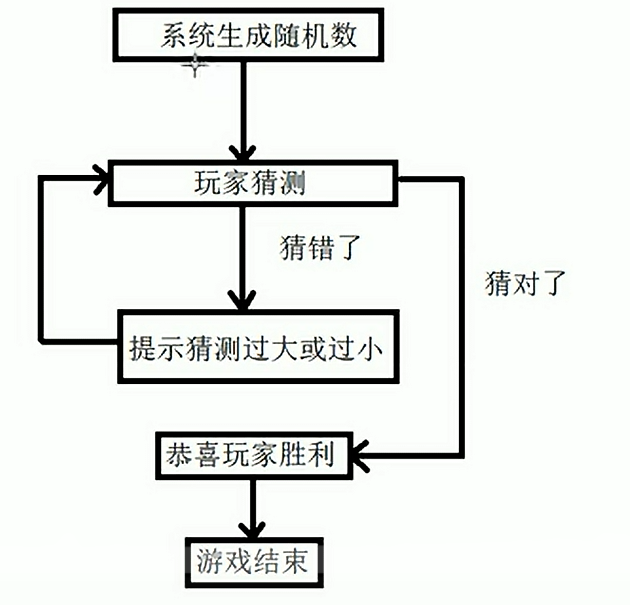 系统生成随机数
玩家猜测
猜错了
猜对了
提示猜测过大或过小
恭喜玩家胜利
游戏结束